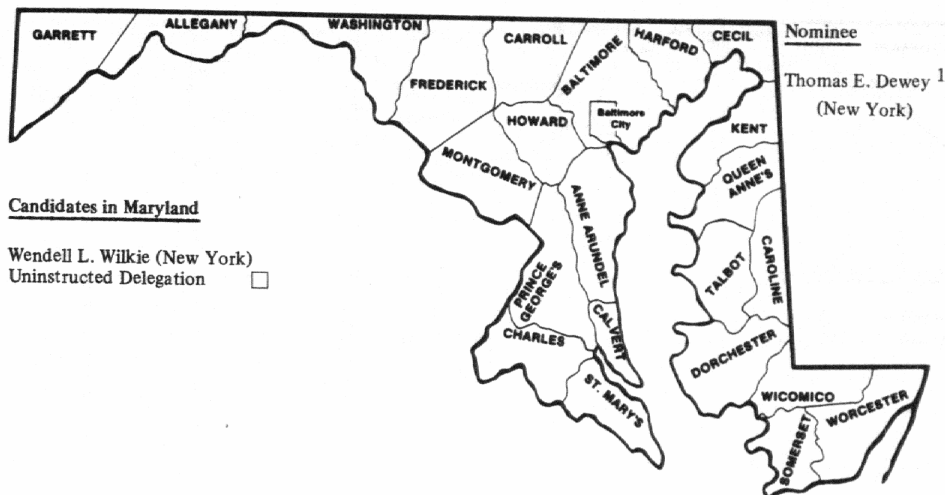 GARRETT
ALLEGANY
WASHINGTON
FREDERICK
CARROLL
BALTIMORE
HARFORD
CECIL
Baltimore
City
HOWARD
MONTGOMERY
KENT
QUEEN
ANNE'S
ANNE ARUNDEL
PRINCE
GEORGE'S
TALBOT
CAROLINE
CALVERT
CHARLES
ST. MARY'S
DORCHESTER
WICOMICO
WORCESTER
SOMERSET
Nominee
Thomas E. Dewey 1
(New York)
Candidates in Maryland
Wendell L. Wilkie (New York)
Uninstructed Delegation